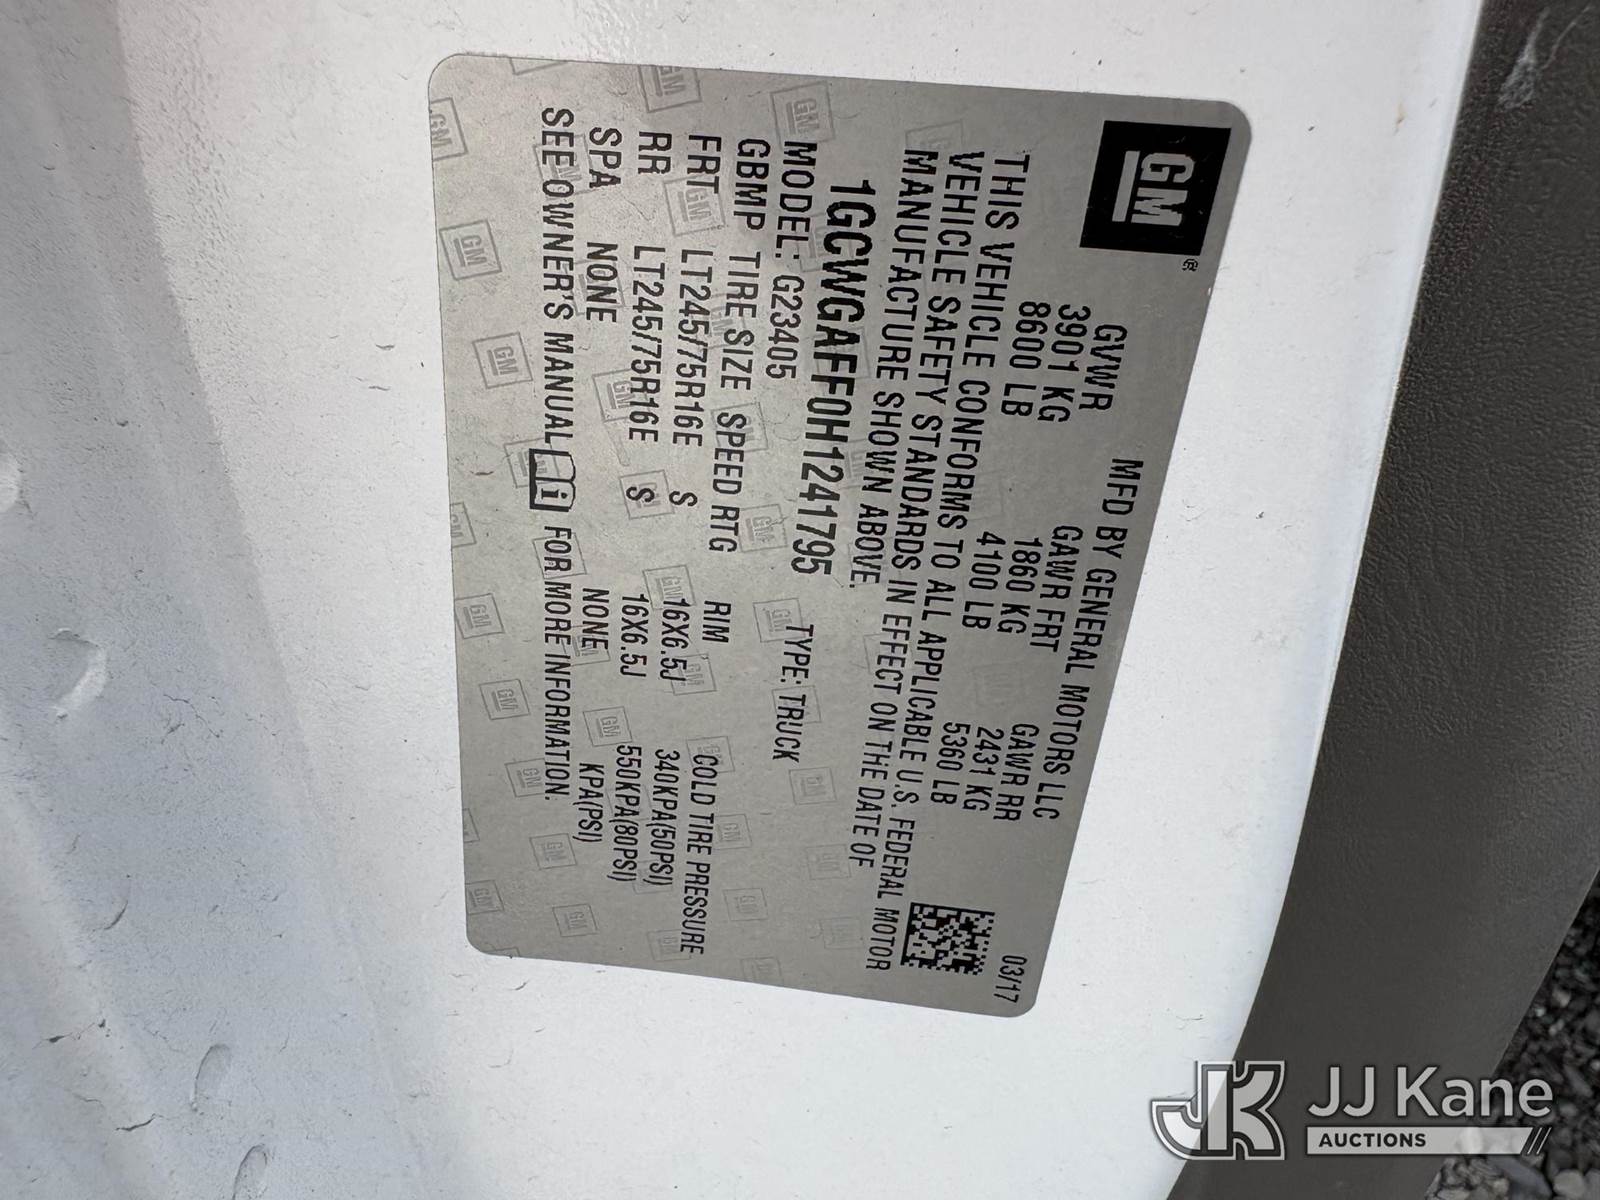 GM®
MFD BY GENERAL MOTORS LLC
03/17
GVWR GAWR FRT GAWR RR
3901 KG 1860 KG 2431 KG
8600 LB 4100 LB 5360 LB
THIS VEHICLE CONFORMS TO ALL APPLICABLE U.S. FEDERAL MOTOR
VEHICLE SAFETY STANDARDS IN EFFECT ON THE DATE OF
MANUFACTURE SHOWN ABOVE.
1GCWGAFF0H1241795
TYPE: TRUCK
MODEL: G23405
GBMP TIRE SIZE SPEED RTG RIM COLD TIRE PRESSURE
FRT LT245/75R16E S 16X6.5J 340KPA(50PSI)
RR LT245/75R16E S 16X6.5J 550KPA(80PSI)
SPA NONE NONE KPA(PSI)
SEE OWNER'S MANUAL i FOR MORE INFORMATION.
JK JJ Kane
AUCTIONS